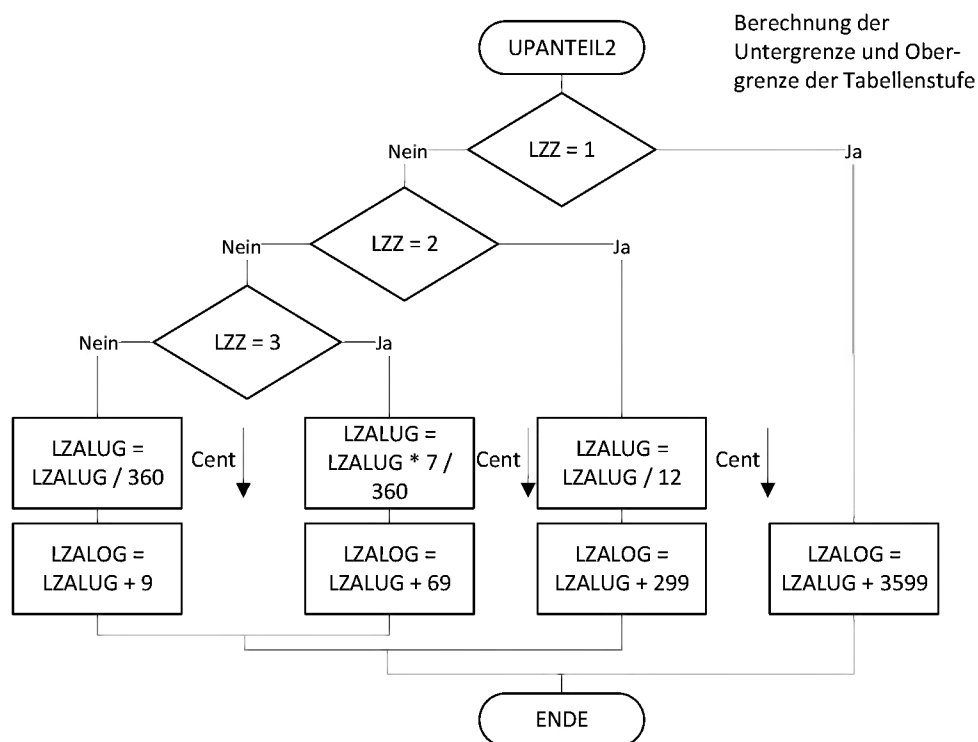 UPANTEIL2
Berechnung der
Untergrenze und Ober-
grenze der Tabellenstufe
LZZ = 1
Nein
Ja
LZZ = 2
Nein
Ja
LZZ = 3
Nein
Ja
LZALUG =
LZALUG / 360
Cent
LZALUG =
LZALUG * 7 /
360
Cent
LZALUG =
LZALUG / 12
Cent
LZALOG =
LZALUG + 9
LZALOG =
LZALUG + 69
LZALOG =
LZALUG + 299
LZALOG =
LZALUG + 3599
ENDE